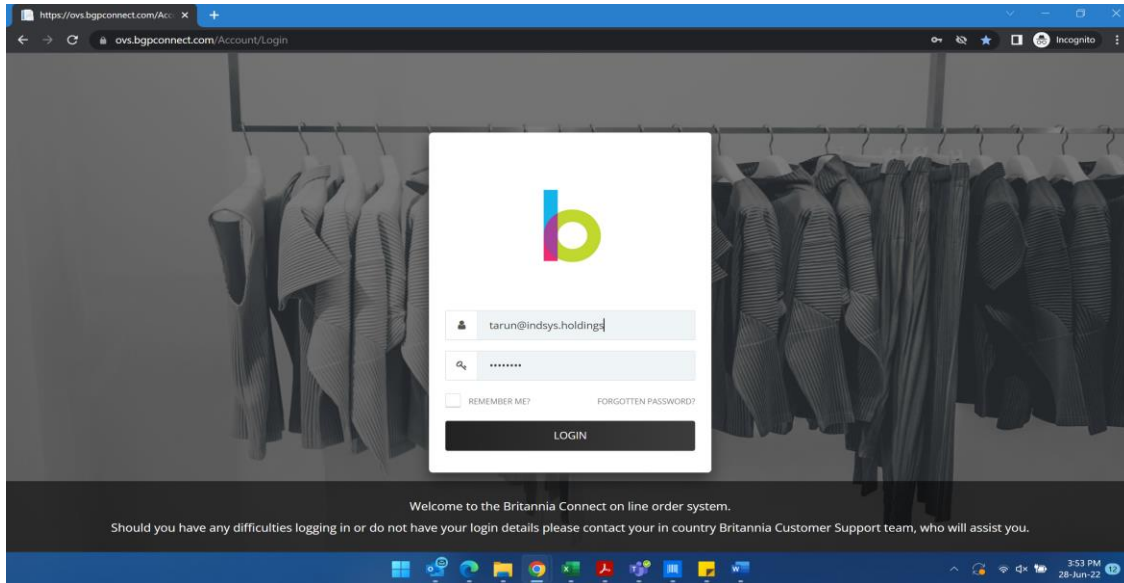 https://ovs.bgpconnect.com/Acc
ovs.bgpconnect.com/Account/Login
Incognito
b
tarun@indsys.holdings
REMEMBER ME?
FORGOTTEN PASSWORD?
LOGIN
Welcome to the Britannia Connect on line order system.
Should you have any difficulties logging in or do not have your login details please contact your in country Britannia Customer Support team, who will assist you.
3:53 PM
28-Jun-22
12